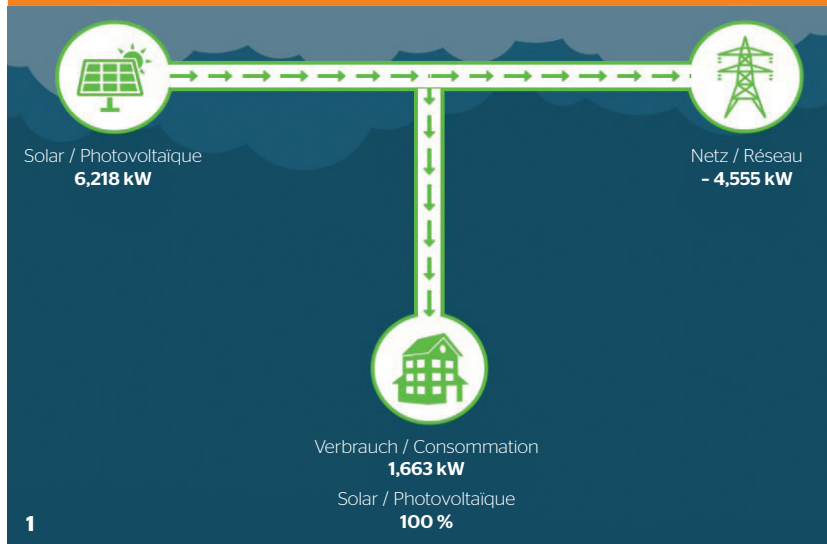 Solar / Photovoltaïque
6,218 kW
Netz / Réseau
- 4,555 kW
Verbrauch / Consommation
1,663 kW
Solar / Photovoltaïque
100 %
1